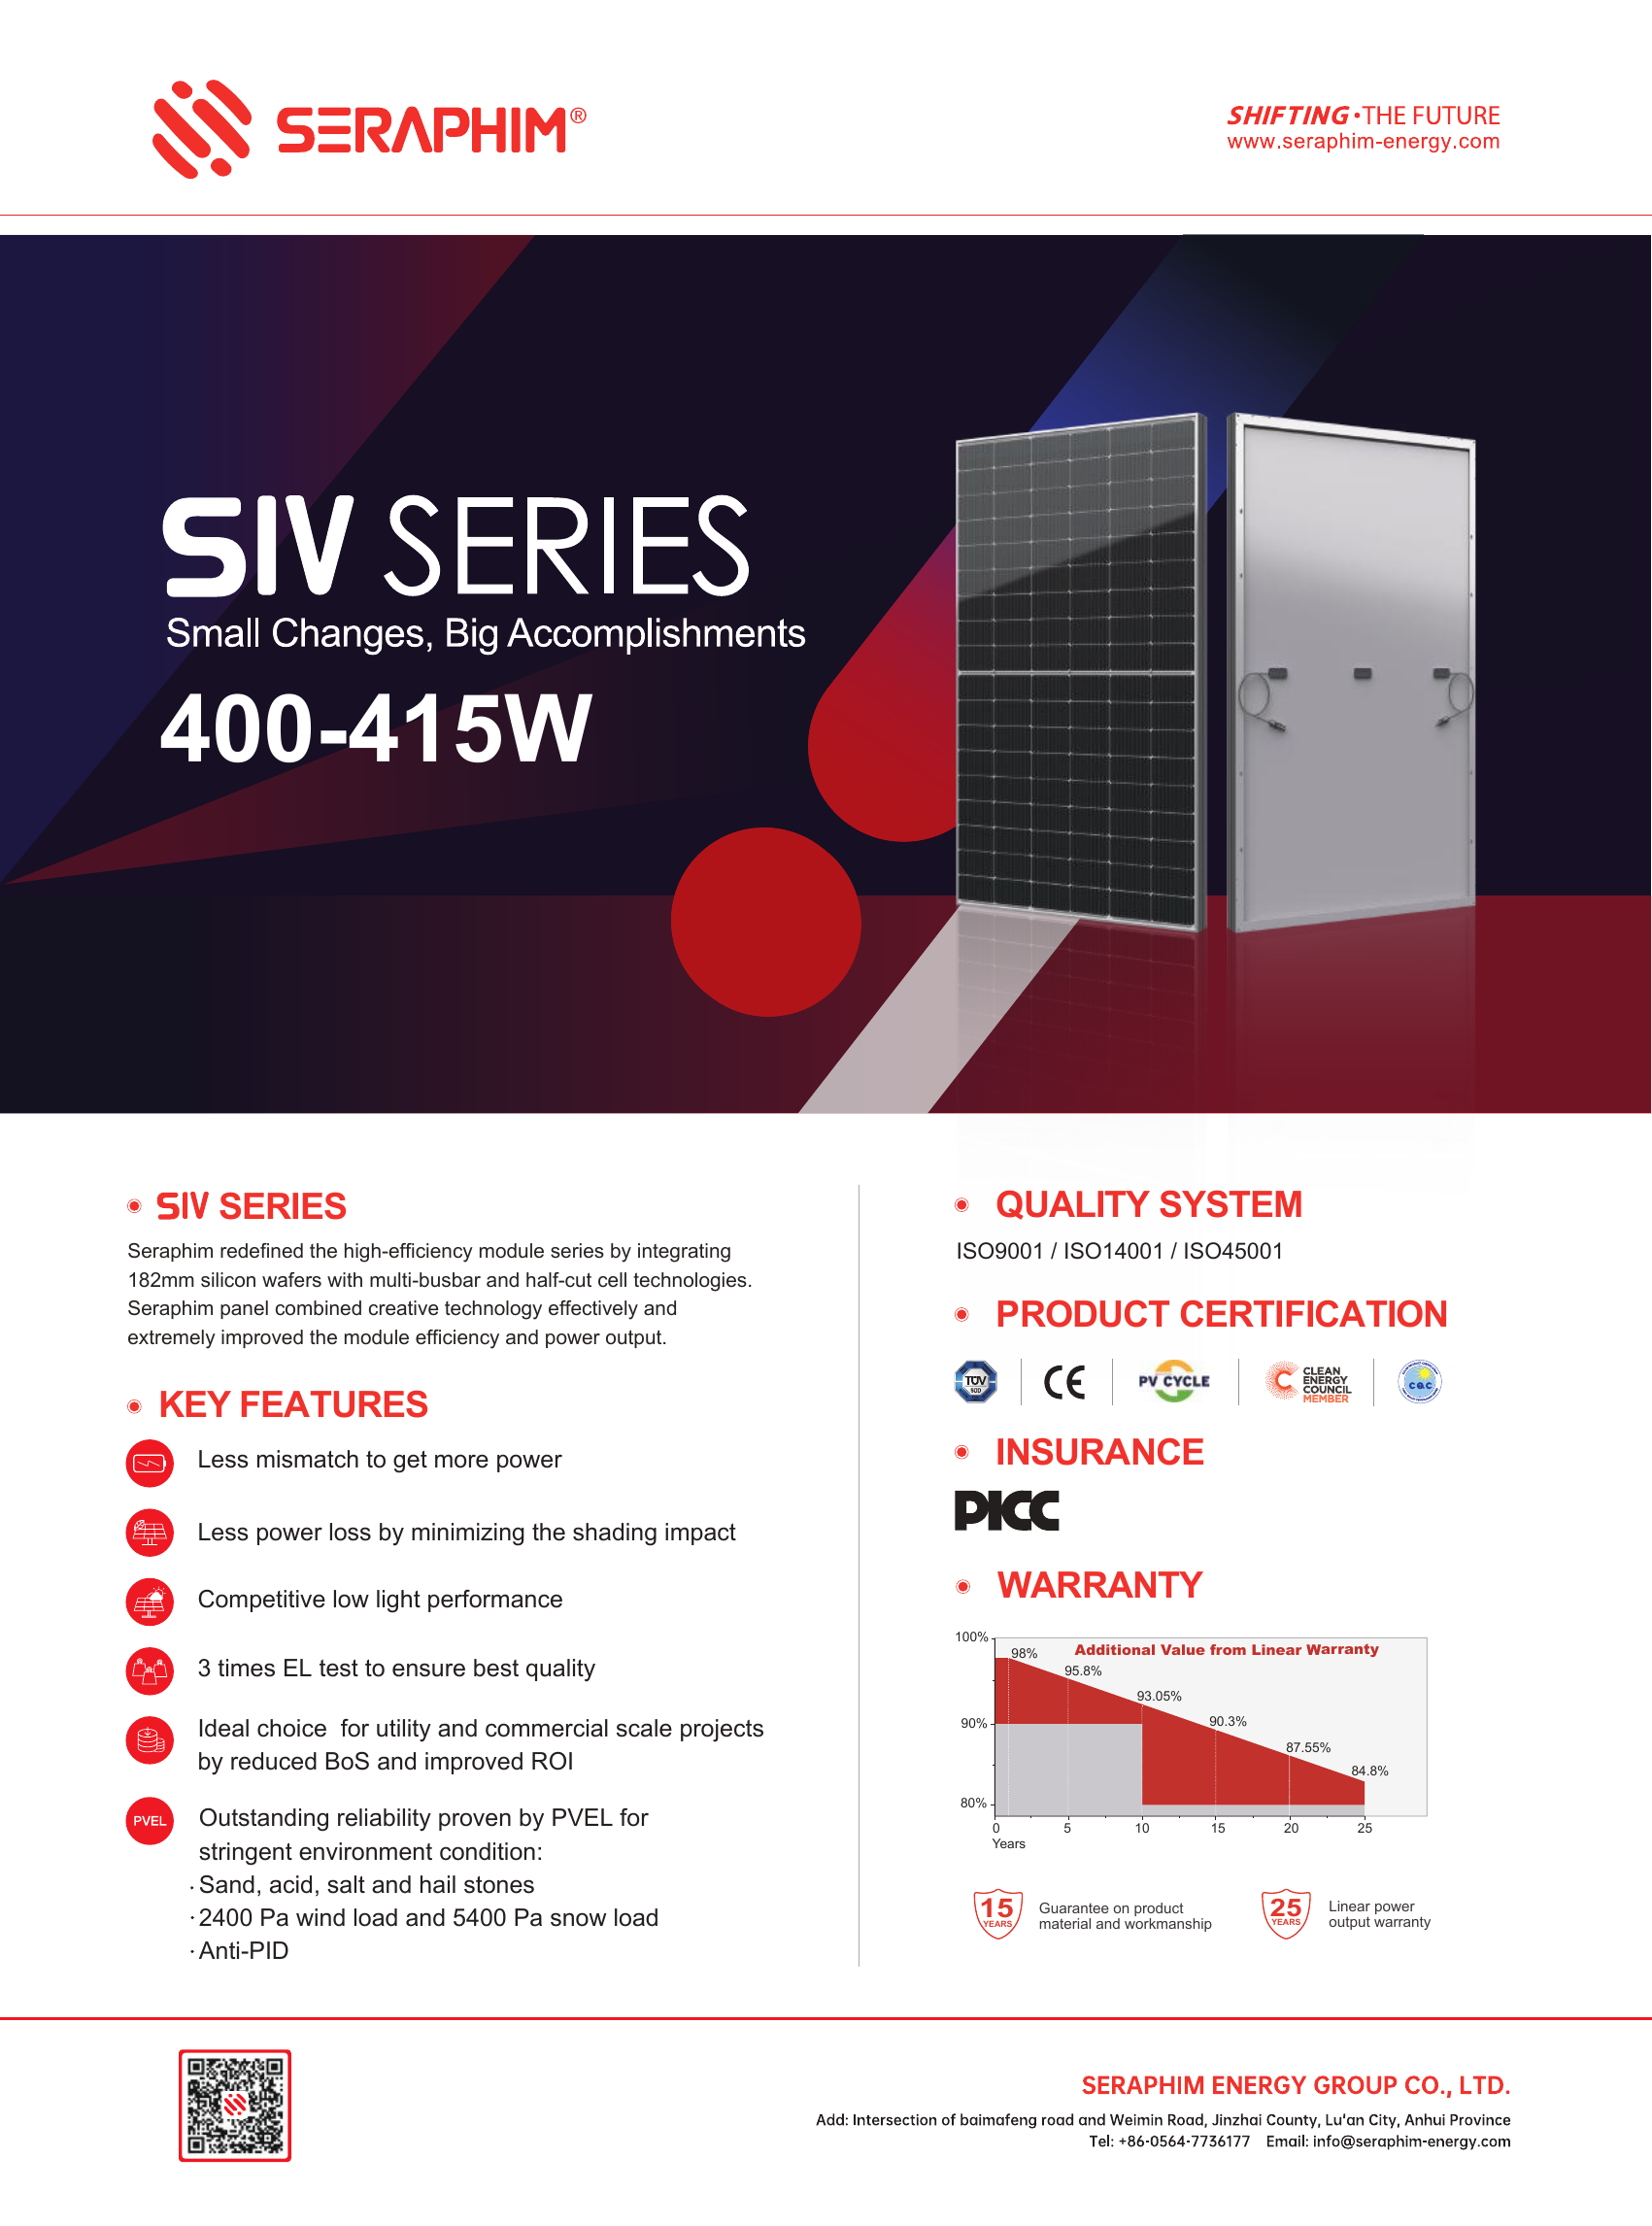 SERAPHIM®
SHIFTING •THE FUTURE
www.seraphim-energy.com
SIV SERIES
Small Changes, Big Accomplishments
400-415W
SIV SERIES
Seraphim redefined the high-efficiency module series by integrating
182mm silicon wafers with multi-busbar and half-cut cell technologies.
Seraphim panel combined creative technology effectively and
extremely improved the module efficiency and power output.
KEY FEATURES
Less mismatch to get more power
Less power loss by minimizing the shading impact
Competitive low light performance
3 times EL test to ensure best quality
Ideal choice for utility and commercial scale projects
by reduced BoS and improved ROI
PVEL
Outstanding reliability proven by PVEL for
stringent environment condition:
· Sand, acid, salt and hail stones
· 2400 Pa wind load and 5400 Pa snow load
· Anti-PID
QUALITY SYSTEM
ISO9001 / ISO14001 / ISO45001
PRODUCT CERTIFICATION
TÜV
CE
PV CYCLE
CLEAN
ENERGY
COUNCIL
MEMBER
CQC
INSURANCE
PICC
WARRANTY
Additional Value from Linear Warranty
100%
90%
80%
98%
95.8%
93.05%
90.3%
87.55%
84.8%
0 5 10 15 20 25
Years
15
YEARS
Guarantee on product
material and workmanship
25
YEARS
Linear power
output warranty
SERAPHIM ENERGY GROUP CO., LTD.
Add: Intersection of baimafeng road and Weimin Road, Jinzhai County, Lu'an City, Anhui Province
Tel: +86-0564-7736177 Email: info@seraphim-energy.com